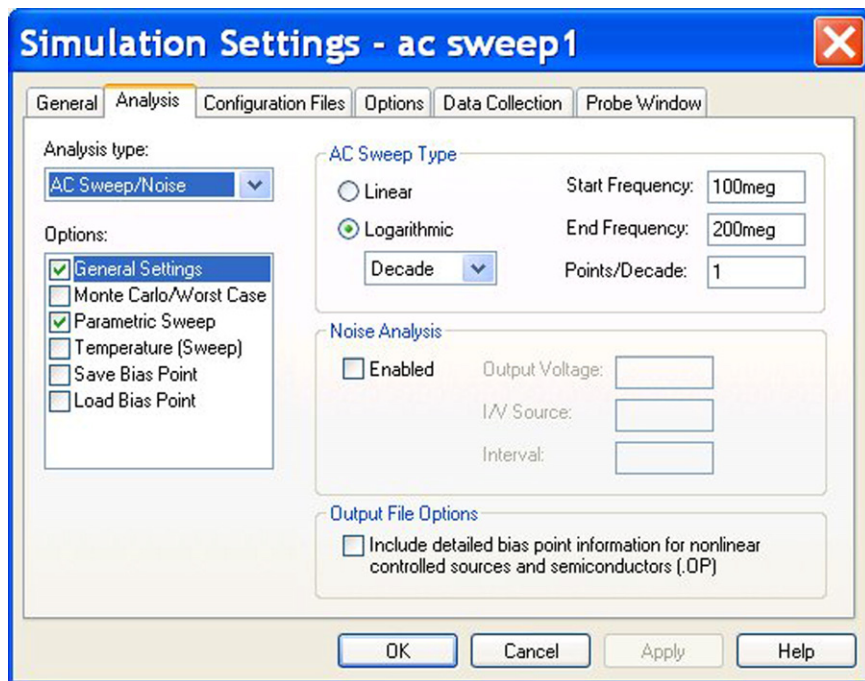 Simulation Settings - ac sweep1
General Analysis Configuration Files Options Data Collection Probe Window
Analysis type:
AC Sweep/Noise
Options:
General Settings
Monte Carlo/Worst Case
Parametric Sweep
Temperature (Sweep)
Save Bias Point
Load Bias Point
AC Sweep Type
Linear
Logarithmic
Decade
Start Frequency: 100meg
End Frequency: 200meg
Points/Decade: 1
Noise Analysis
Enabled
Output Voltage:
I/V Source:
Interval:
Output File Options
Include detailed bias point information for nonlinear
controlled sources and semiconductors (.OP)
OK Cancel Apply Help